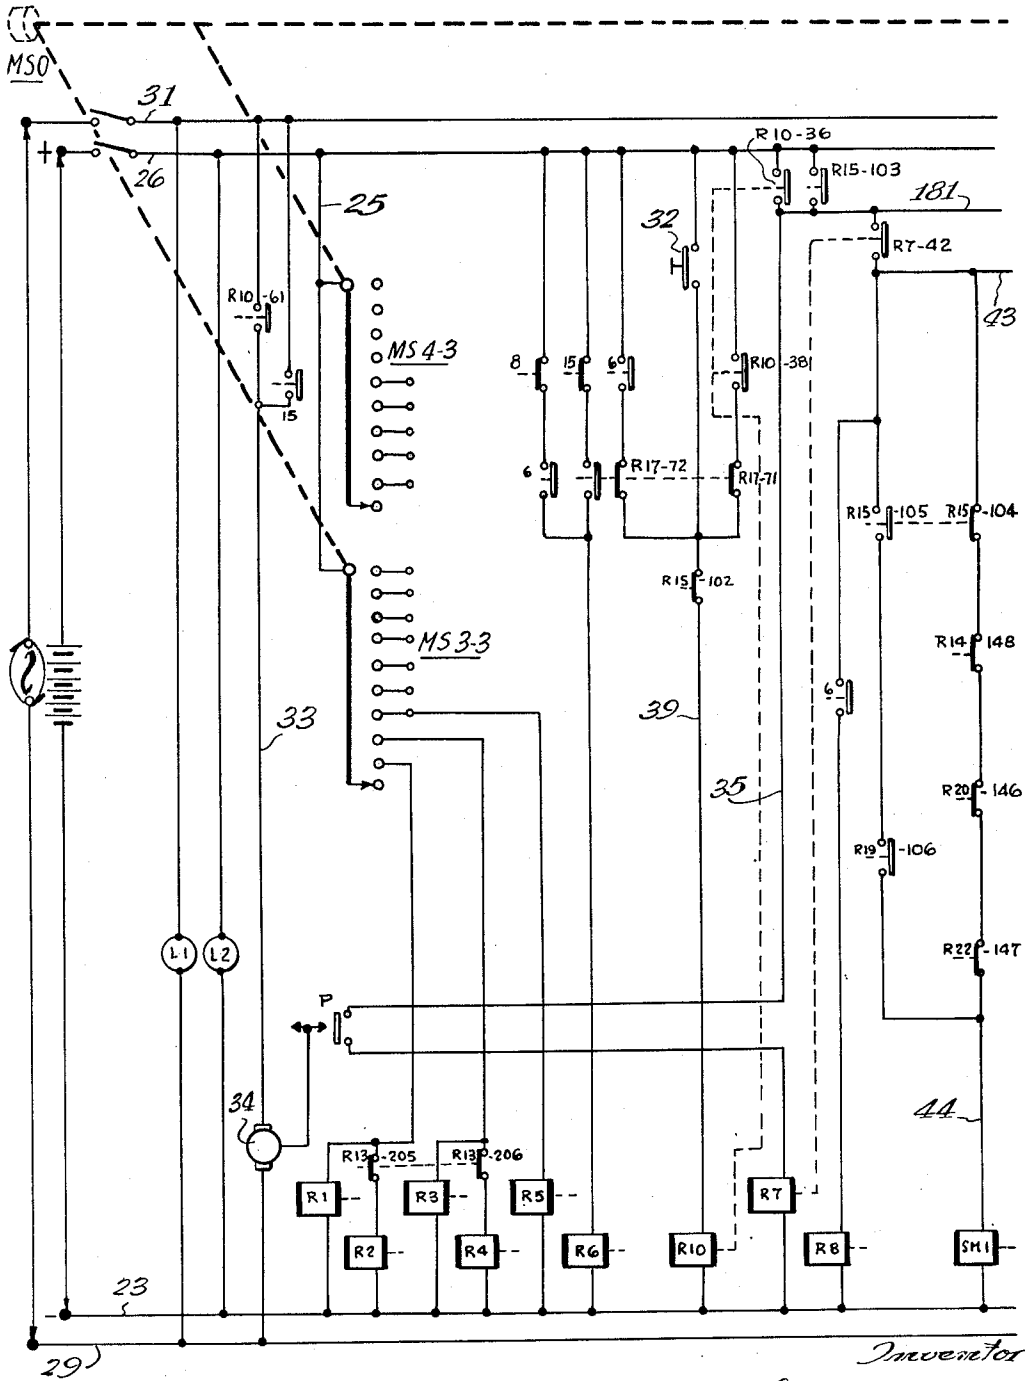 MSO
31
+
26
R10-36
R15-103
181
25
32
R7-42
R10-61
43
MS 4-3
8
15
6
R10-38
15
6
R17-72
R17-71
R15-105
R15-104
R15-102
R14 148
MS 3-3
6
39
33
35
R20-146
R19-106
L1
L2
R22-147
P
34
44
R13-205
R13-206
R1
R3
R5
R7
R2
R4
R6
R10
R8
SM1
- 23
29
Inventor